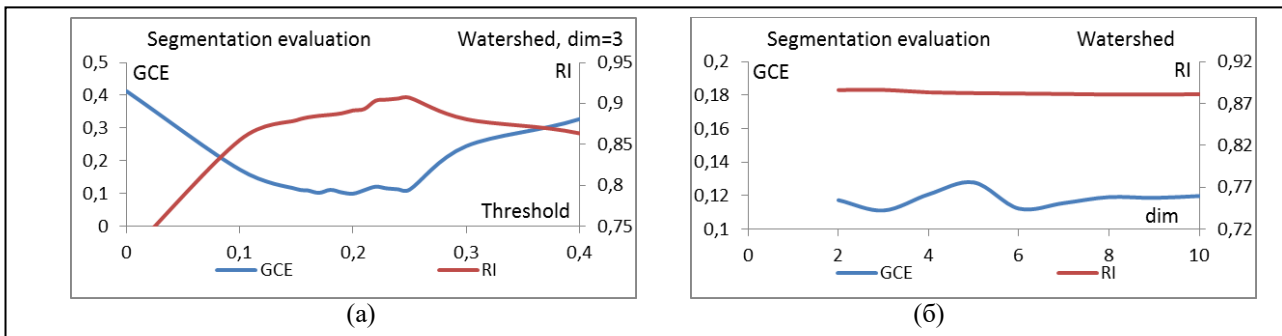 Segmentation evaluation Watershed, dim=3
0,5 GCE RI 0,95
0,4 0,9
0,3 0,85
0,2 0,8
0,1
0 Threshold 0,75
0 0,1 0,2 0,3 0,4
GCE RI
(а)
Segmentation evaluation Watershed
0,2 GCE RI 0,92
0,18 0,87
0,16 0,82
0,14
0,12 0,77
0,1 dim 0,72
0 2 4 6 8 10
GCE RI
(б)